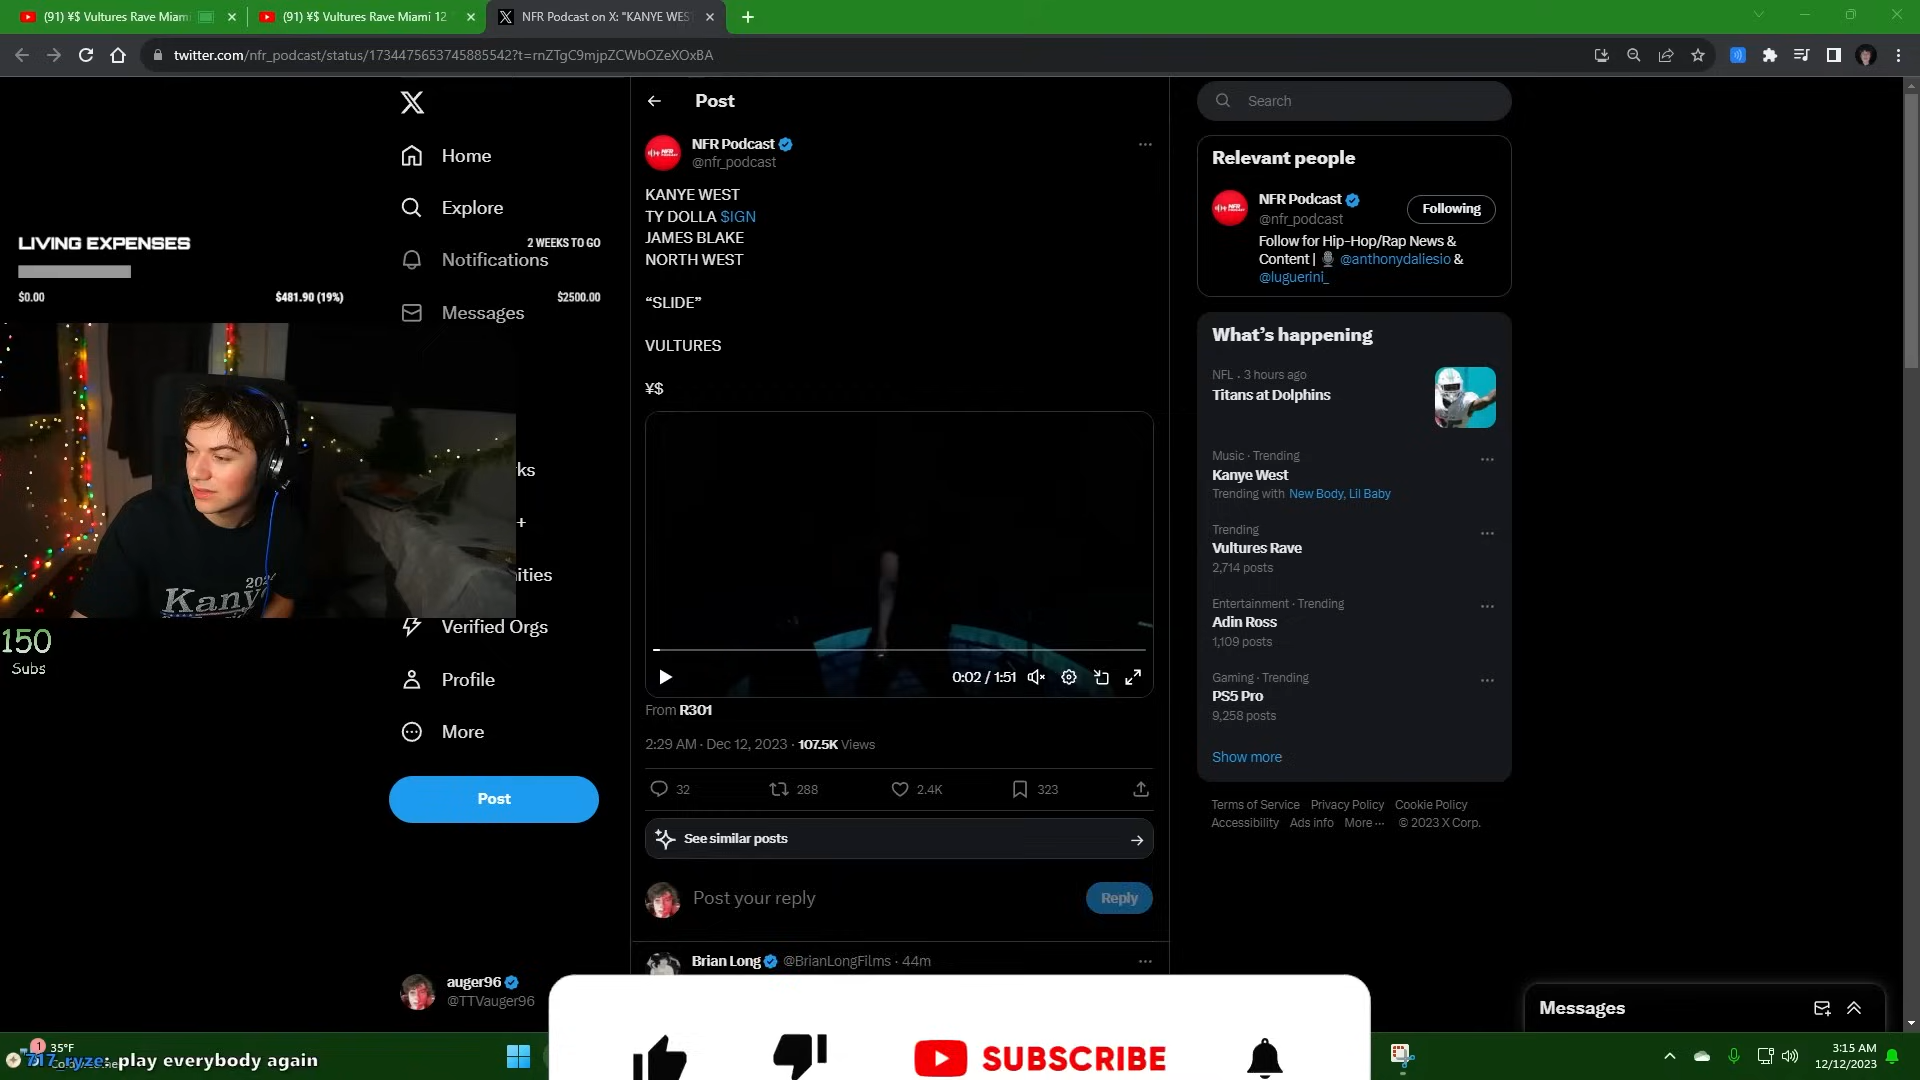 (91) ¥$ Vultures Rave Miami
(91) ¥$ Vultures Rave Miami 12
NFR Podcast on X: "KANYE WES
twitter.com/nfr_podcast/status/1734475653745885542?t=rnZTgC9mjpZCWbOZeXOxBA
Home
Explore
Notifications
Messages
ks
+
ities
Verified Orgs
Profile
More
Post
auger96
@TTVauger96
LIVING EXPENSES
2 WEEKS TO GO
$0.00
$481.90 (19%)
$2500.00
2024
Kany
150
Subs
Post
NFR Podcast
@nfr_podcast
KANYE WEST
TY DOLLA $IGN
JAMES BLAKE
NORTH WEST
“SLIDE”
VULTURES
¥$
0:02 / 1:51
From R301
2:29 AM · Dec 12, 2023 · 107.5K Views
32
288
2.4K
323
See similar posts
Post your reply
Reply
Brian Long @BrianLongFilms · 44m
Search
Relevant people
NFR Podcast
@nfr_podcast
Following
Follow for Hip-Hop/Rap News &
Content | @anthonydaliesio &
@luguerini_
What’s happening
NFL · 3 hours ago
Titans at Dolphins
Music · Trending
Kanye West
Trending with New Body, Lil Baby
Trending
Vultures Rave
2,714 posts
Entertainment · Trending
Adin Ross
1,109 posts
Gaming · Trending
PS5 Pro
9,258 posts
Show more
Terms of Service Privacy Policy Cookie Policy
Accessibility Ads info More ··· © 2023 X Corp.
Messages
SUBSCRIBE
1
35°F
717_ryze: play everybody again
3:15 AM
12/12/2023